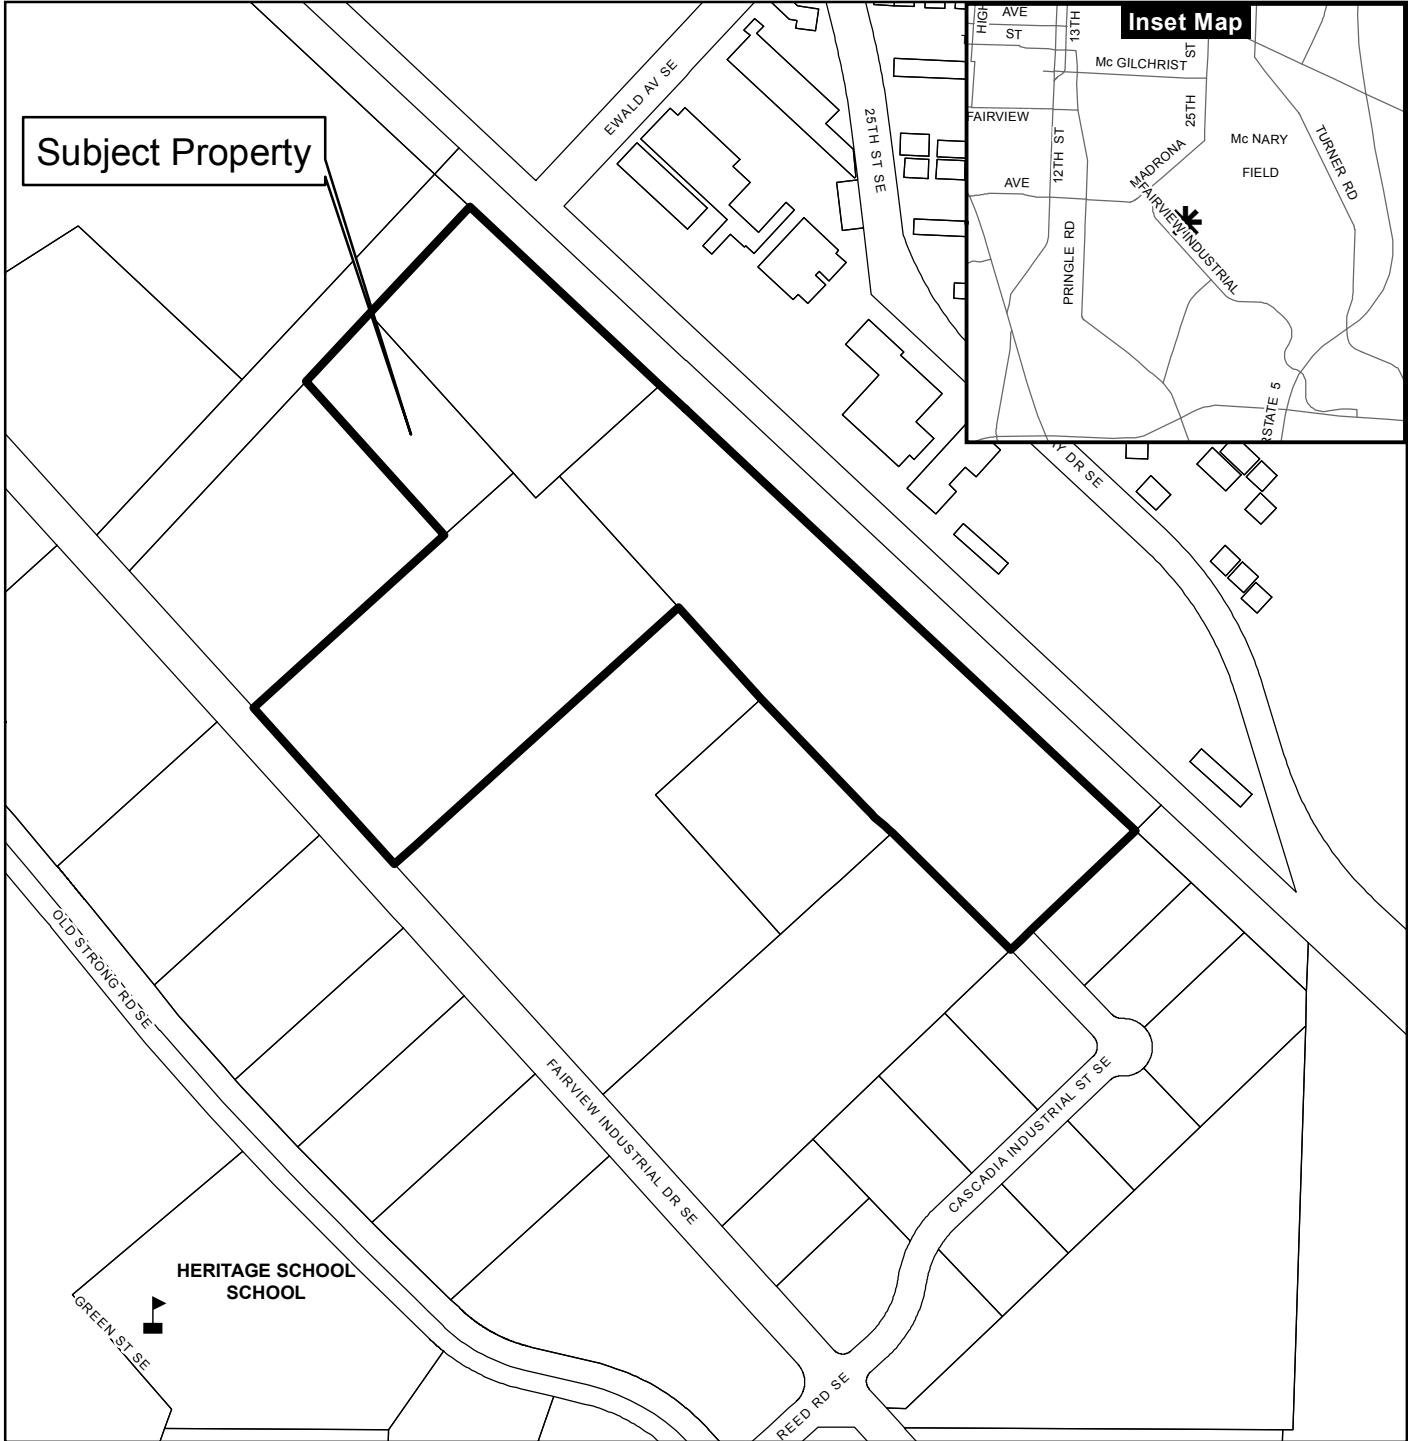 Subject Property
EWALD AV SE
25TH ST SE
Y DR SE
OLD STRONG RD SE
FAIRVIEW INDUSTRIAL DR SE
CASCADIA INDUSTRIAL ST SE
REED RD SE
GREEN ST SE
HERITAGE SCHOOL
SCHOOL
Inset Map
HIGH
AVE
ST
13TH
ST
Mc GILCHRIST
25TH
FAIRVIEW
12TH ST
Mc NARY
FIELD
TURNER RD
MADRONA
AVE
FAIRVIEW INDUSTRIAL
PRINGLE RD
RSTATE 5